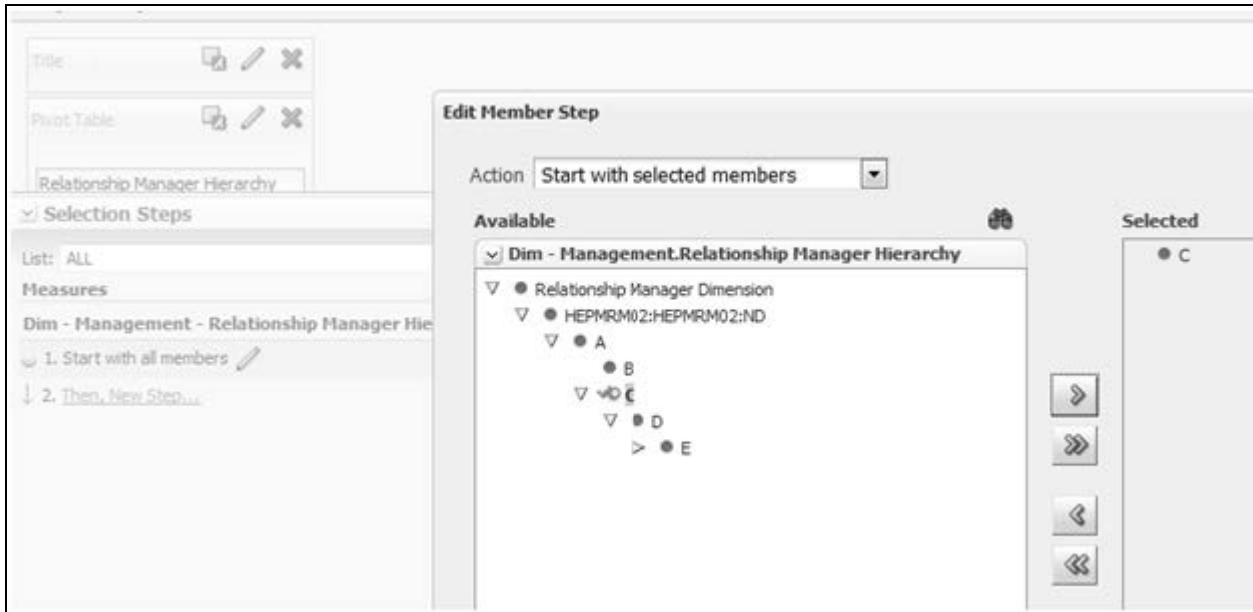 Title
Pivot Table
Relationship Manager Hierarchy
Selection Steps
List: ALL
Measures
Dim - Management - Relationship Manager Hie
1. Start with all members
2. Then, New Step...
Edit Member Step
Action Start with selected members
Available
Dim - Management.Relationship Manager Hierarchy
Relationship Manager Dimension
HEPMRM02:HEPMRM02:ND
A
B
C
D
E
Selected
C